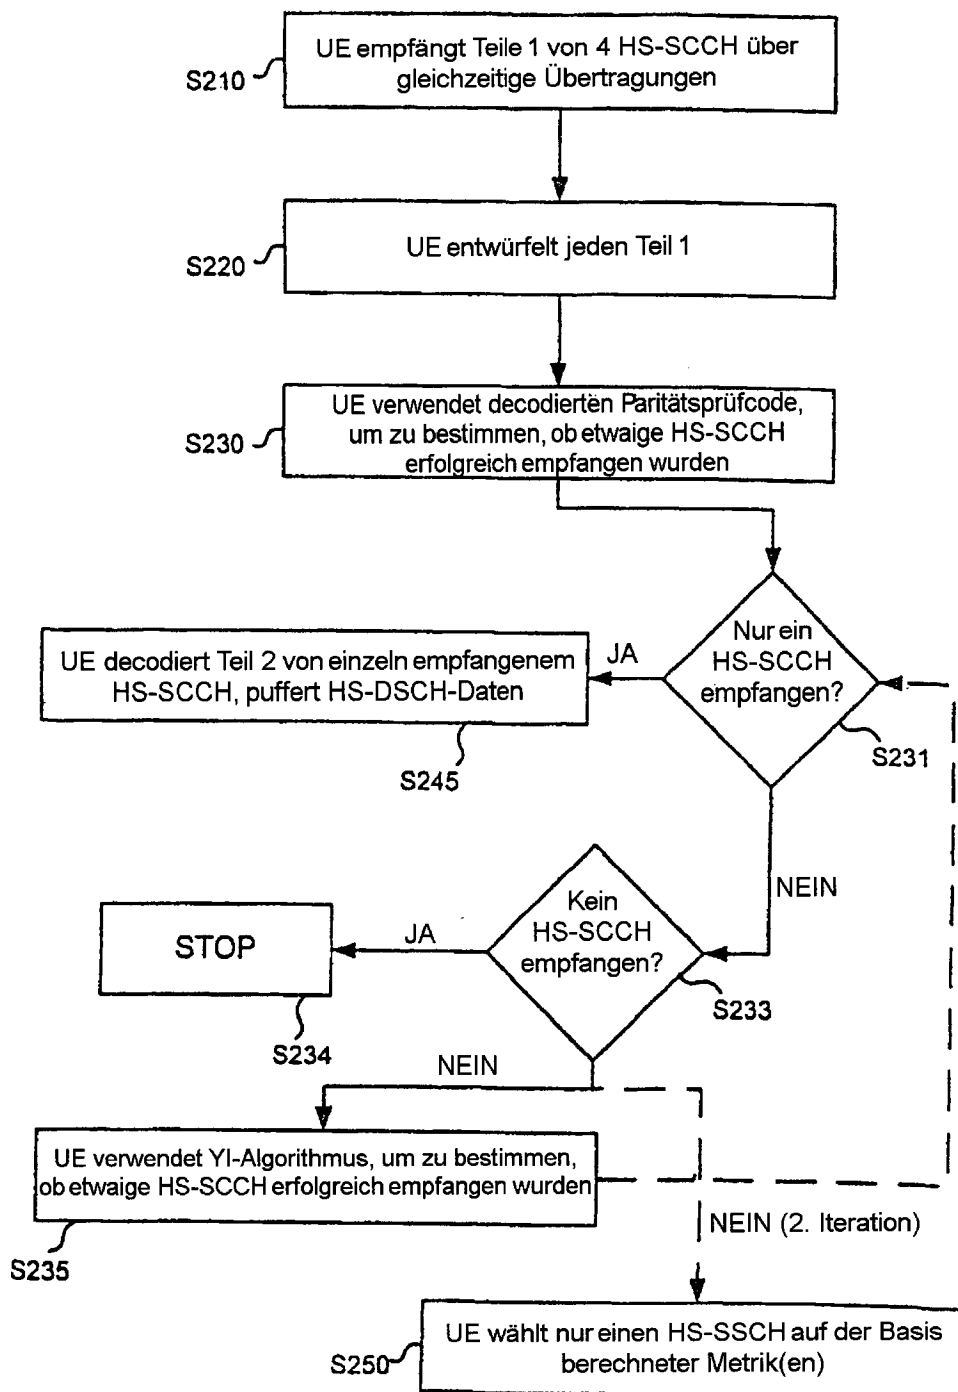 UE empfängt Teile 1 von 4 HS-SCCH über
gleichzeitige Übertragungen
S210
UE entwürfelt jeden Teil 1
S220
UE verwendet decodierten Paritätsprüfcode,
um zu bestimmen, ob etwaige HS-SCCH
erfolgreich empfangen wurden
S230
Nur ein
HS-SCCH
empfangen?
S231
JA
UE decodiert Teil 2 von einzeln empfangenem
HS-SCCH, puffert HS-DSCH-Daten
S245
NEIN
Kein
HS-SCCH
empfangen?
S233
JA
STOP
S234
NEIN
UE verwendet YI-Algorithmus, um zu bestimmen,
ob etwaige HS-SCCH erfolgreich empfangen wurden
S235
NEIN (2. Iteration)
UE wählt nur einen HS-SSCH auf der Basis
berechneter Metrik(en)
S250